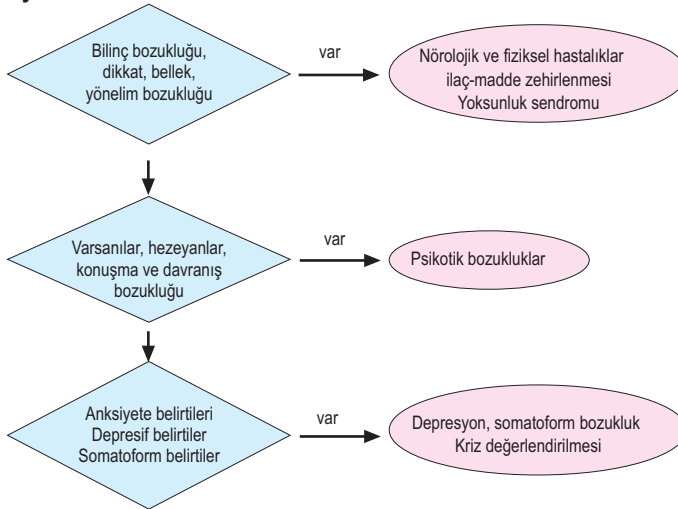 Bilinç bozukluğu,
dikkat, bellek,
yönelim bozukluğu
var
Nörolojik ve fiziksel hastalıklar
ilaç-madde zehirlenmesi
Yoksunluk sendromu
Varsanılar, hezeyanlar,
konuşma ve davranış
bozukluğu
var
Psikotik bozukluklar
Anksiyete belirtileri
Depresif belirtiler
Somatoform belirtiler
var
Depresyon, somatoform bozukluk
Kriz değerlendirilmesi